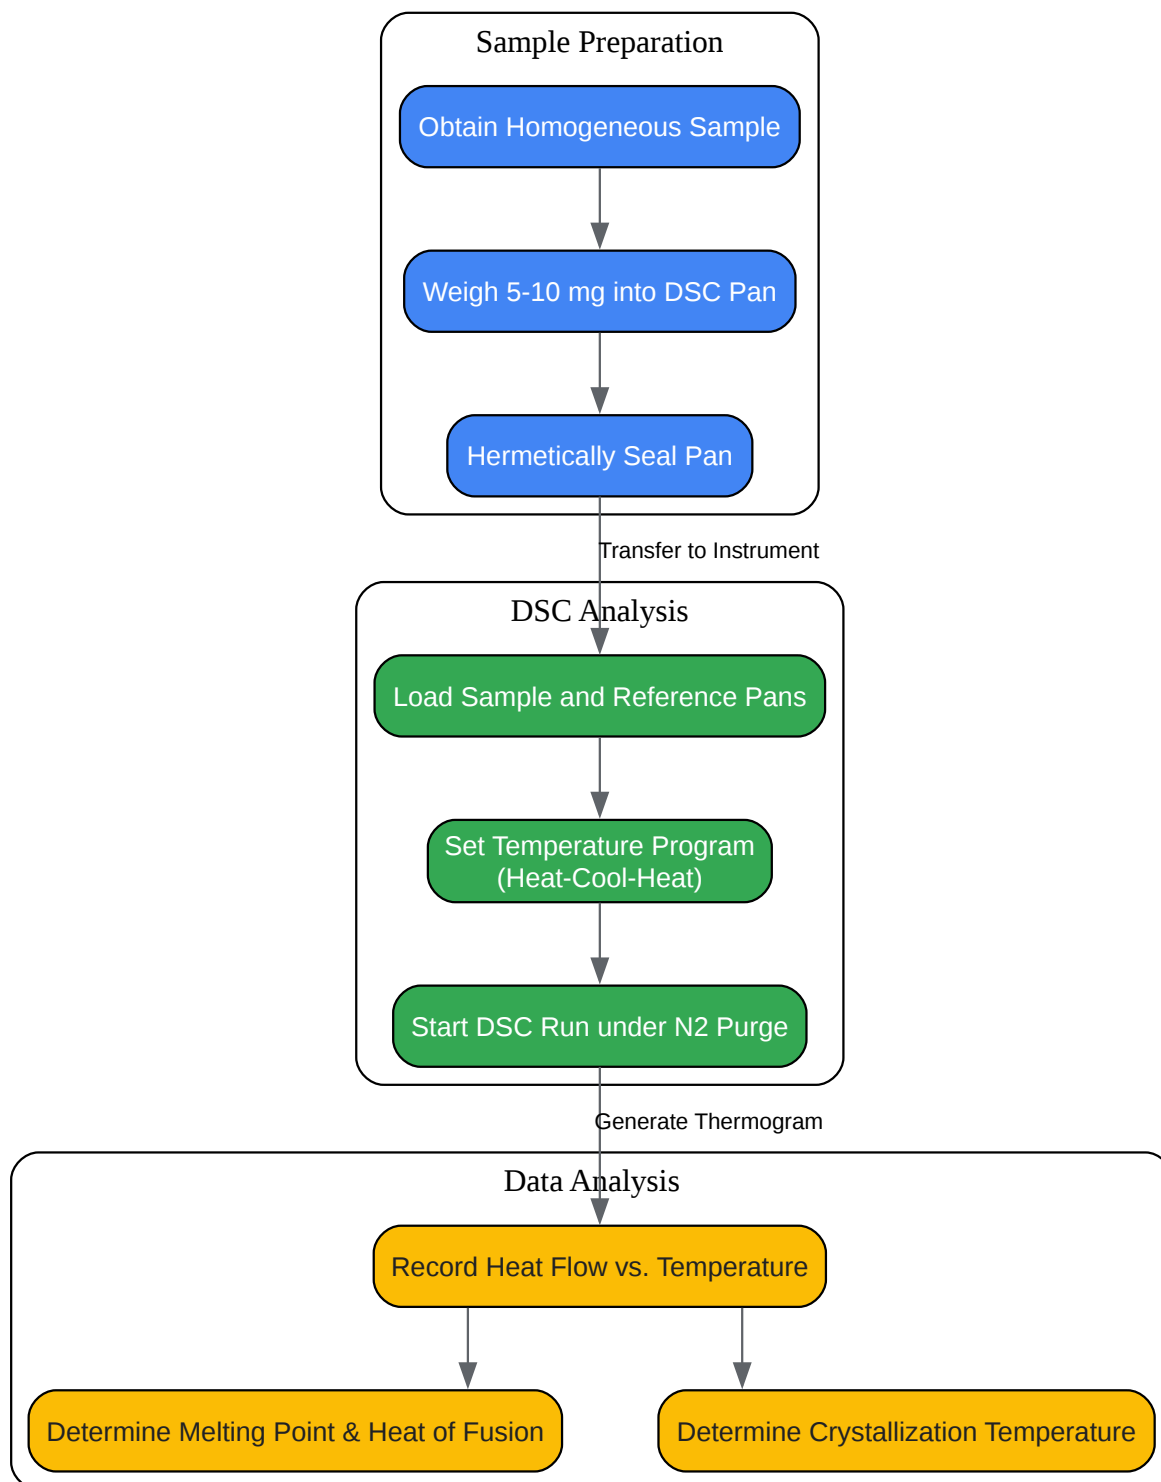 Sample Preparation
Obtain Homogeneous Sample
Weigh 5-10 mg into DSC Pan
Hermetically Seal Pan
Transfer to Instrument
DSC Analysis
Load Sample and Reference Pans
Set Temperature Program
(Heat-Cool-Heat)
Start DSC Run under N2 Purge
Generate Thermogram
Data Analysis
Record Heat Flow vs. Temperature
Determine Melting Point & Heat of Fusion
Determine Crystallization Temperature